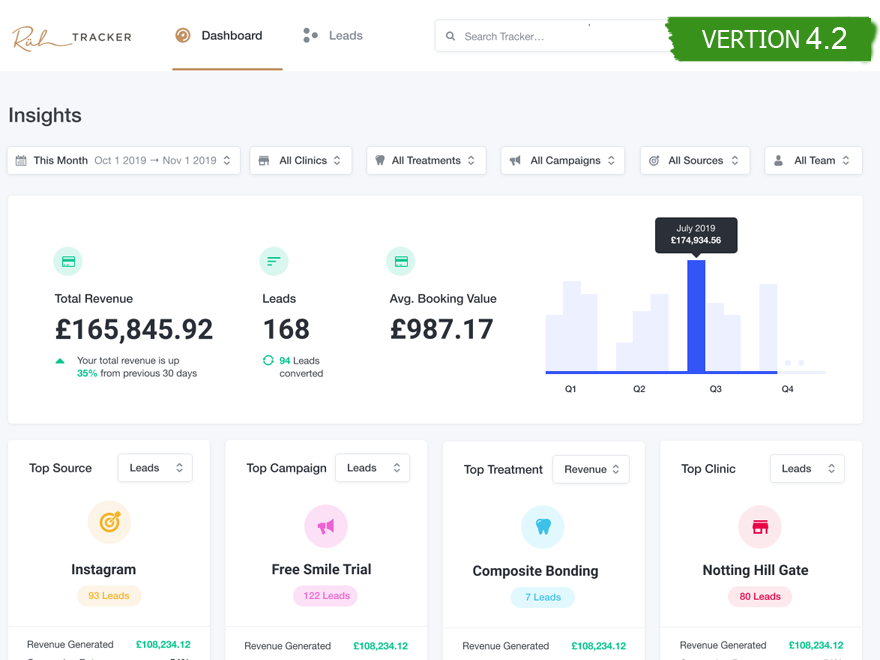 Rüh TRACKER
Dashboard
Leads
Search Tracker...
VERTION 4.2
Insights
This Month Oct 1 2019 → Nov 1 2019
All Clinics
All Treatments
All Campaigns
All Sources
All Team
July 2019
£174,934.56
Total Revenue
£165,845.92
Your total revenue is up
35% from previous 30 days
Leads
168
94 Leads
converted
Avg. Booking Value
£987.17
Q1
Q2
Q3
Q4
Top Source
Leads
Instagram
93 Leads
Revenue Generated £108,234.12
Top Campaign
Leads
Free Smile Trial
122 Leads
Revenue Generated £108,234.12
Top Treatment
Revenue
Composite Bonding
7 Leads
Revenue Generated £108,234.12
Top Clinic
Leads
Notting Hill Gate
80 Leads
Revenue Generated £108,234.12